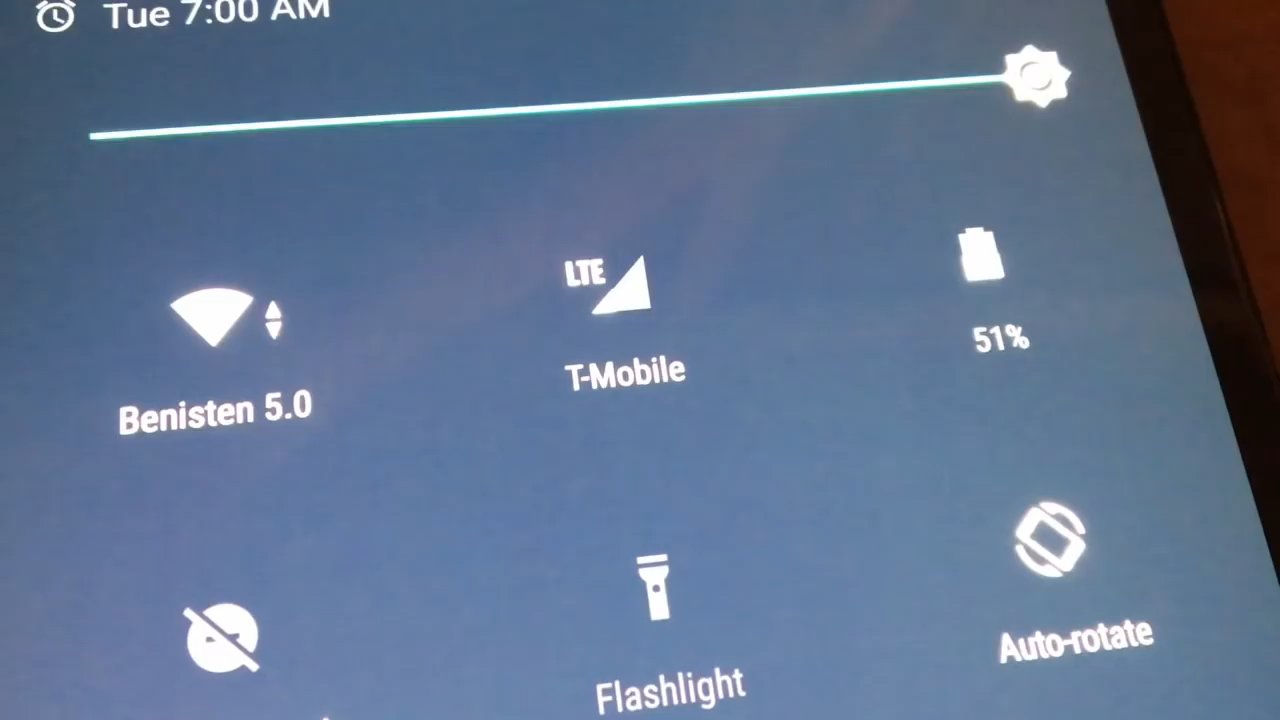 Tue 7:00 AM
LTE
51%
T-Mobile
Benisten 5.0
Auto-rotate
Flashlight